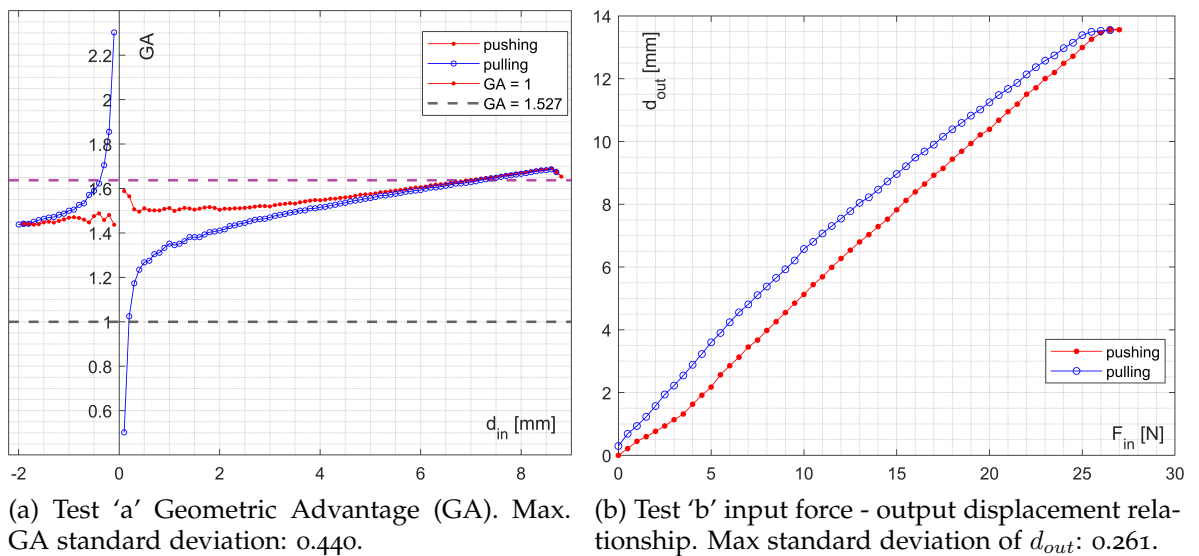 2.2
2
1.8
1.6
1.4
1.2
1
0.8
0.6
GA
pushing
pulling
GA = 1
GA = 1.527
d_in [mm]
-2 0 2 4 6 8
14
12
10
8
6
4
2
0
d_out [mm]
pushing
pulling
F_in [N]
0 5 10 15 20 25 30
(a) Test ‘a’ Geometric Advantage (GA). Max.
GA standard deviation: 0.440.
(b) Test ‘b’ input force - output displacement rela-
tionship. Max standard deviation of d_out: 0.261.